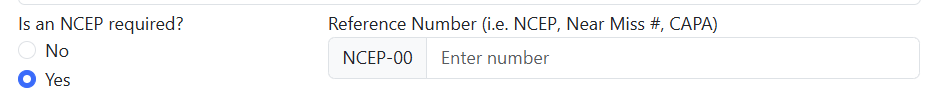 Is an NCEP required?
No
Yes
Reference Number (i.e. NCEP, Near Miss #, CAPA)
NCEP-00 Enter number